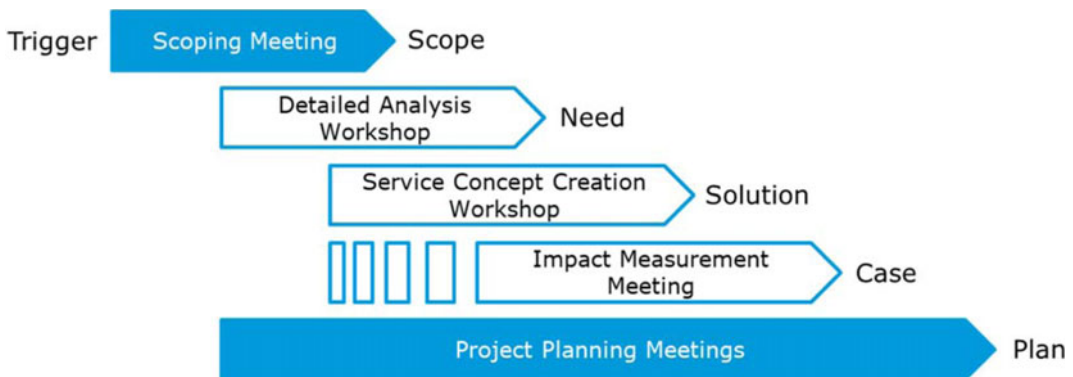 Trigger
Scoping Meeting
Scope
Detailed Analysis
Workshop
Need
Service Concept Creation
Workshop
Solution
Impact Measurement
Meeting
Case
Project Planning Meetings
Plan